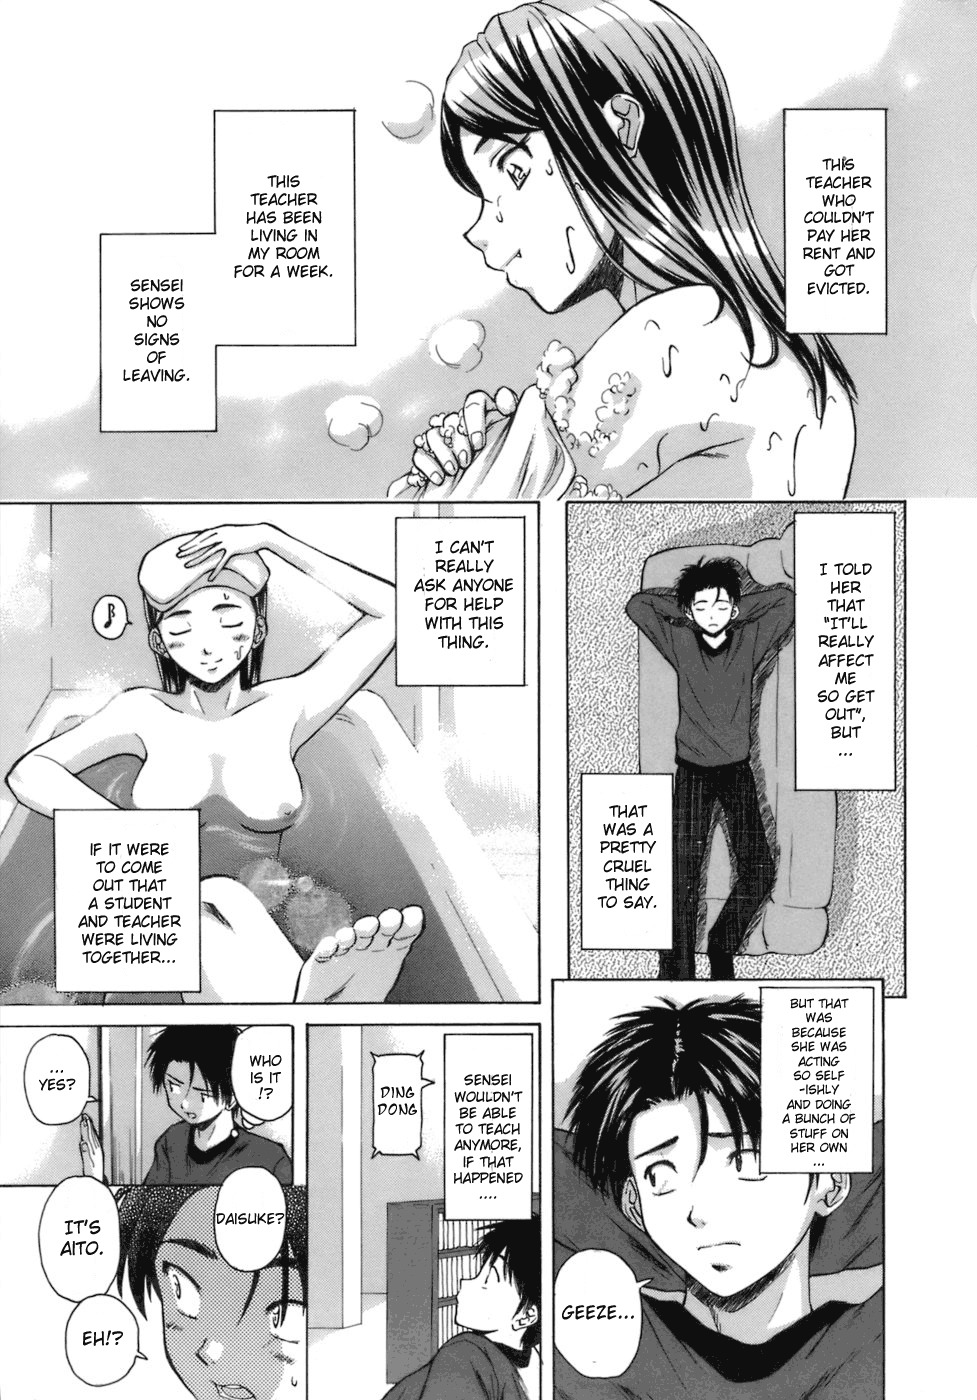 THIS
TEACHER
WHO
COULDN'T
PAY HER
RENT AND
GOT
EVICTED.
THIS
TEACHER
HAS BEEN
LIVING IN
MY ROOM
FOR A WEEK.
SENSEI
SHOWS
NO
SIGNS
OF
LEAVING.
I TOLD
HER THAT
"IT'LL
REALLY
AFFECT
ME
SO GET
OUT",
BUT
...
THAT
WAS A
PRETTY
CRUEL
THING
TO SAY.
I CAN'T
REALLY
ASK ANYONE
FOR HELP
WITH THIS
THING.
IF IT WERE
TO COME
OUT THAT
A STUDENT
AND TEACHER
WERE LIVING
TOGETHER...
BUT THAT
WAS
BECAUSE
SHE WAS
ACTING
SO SELF
-ISHLY
AND DOING
A BUNCH OF
STUFF ON
HER OWN
...
GEEZE...
SENSEI
WOULDN'T
BE ABLE
TO TEACH
ANYMORE,
IF THAT
HAPPENED
....
DING
DONG
WHO
IS IT
!?
...
YES?
DAISUKE?
IT'S
AITO.
EH!?